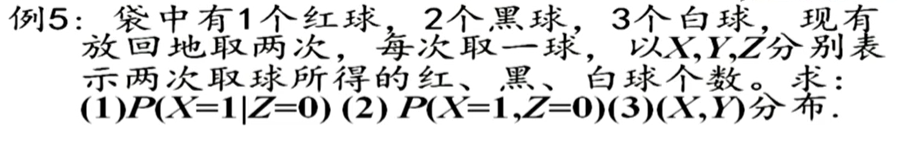 例5：袋中有1个红球，2个黑球，3个白球，现有
放回地取两次，每次取一球，以X,Y,Z分别表
示两次取球所得的红、黑、白球个数。求：
(1)P(X=1|Z=0) (2) P(X=1,Z=0)(3)(X,Y)分布.